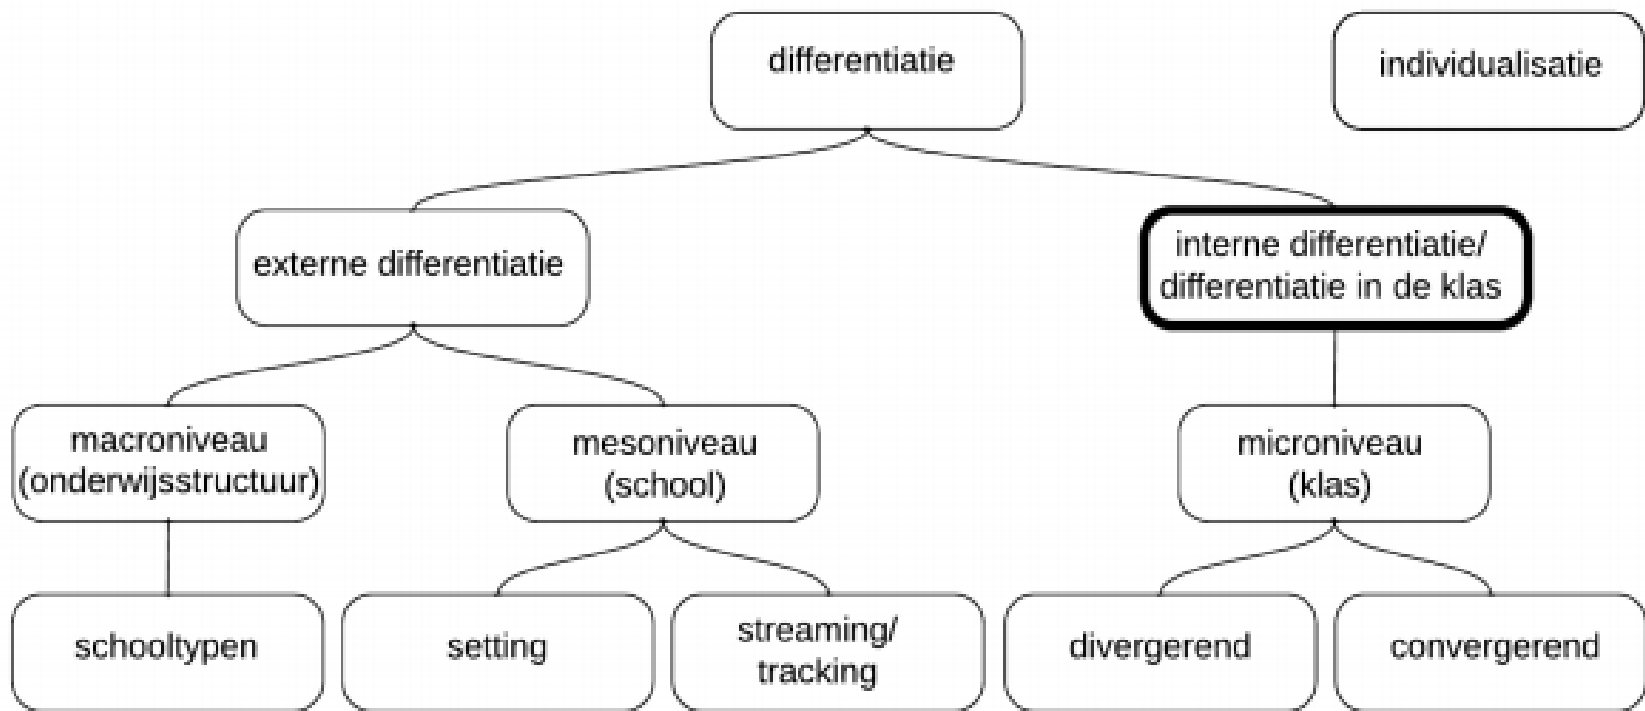 differentiatie
individualisatie
externe differentiatie
interne differentiatie/
differentiatie in de klas
macroniveau
(onderwijsstructuur)
mesoniveau
(school)
microniveau
(klas)
schooltypen
setting
streaming/
tracking
divergerend
convergerend